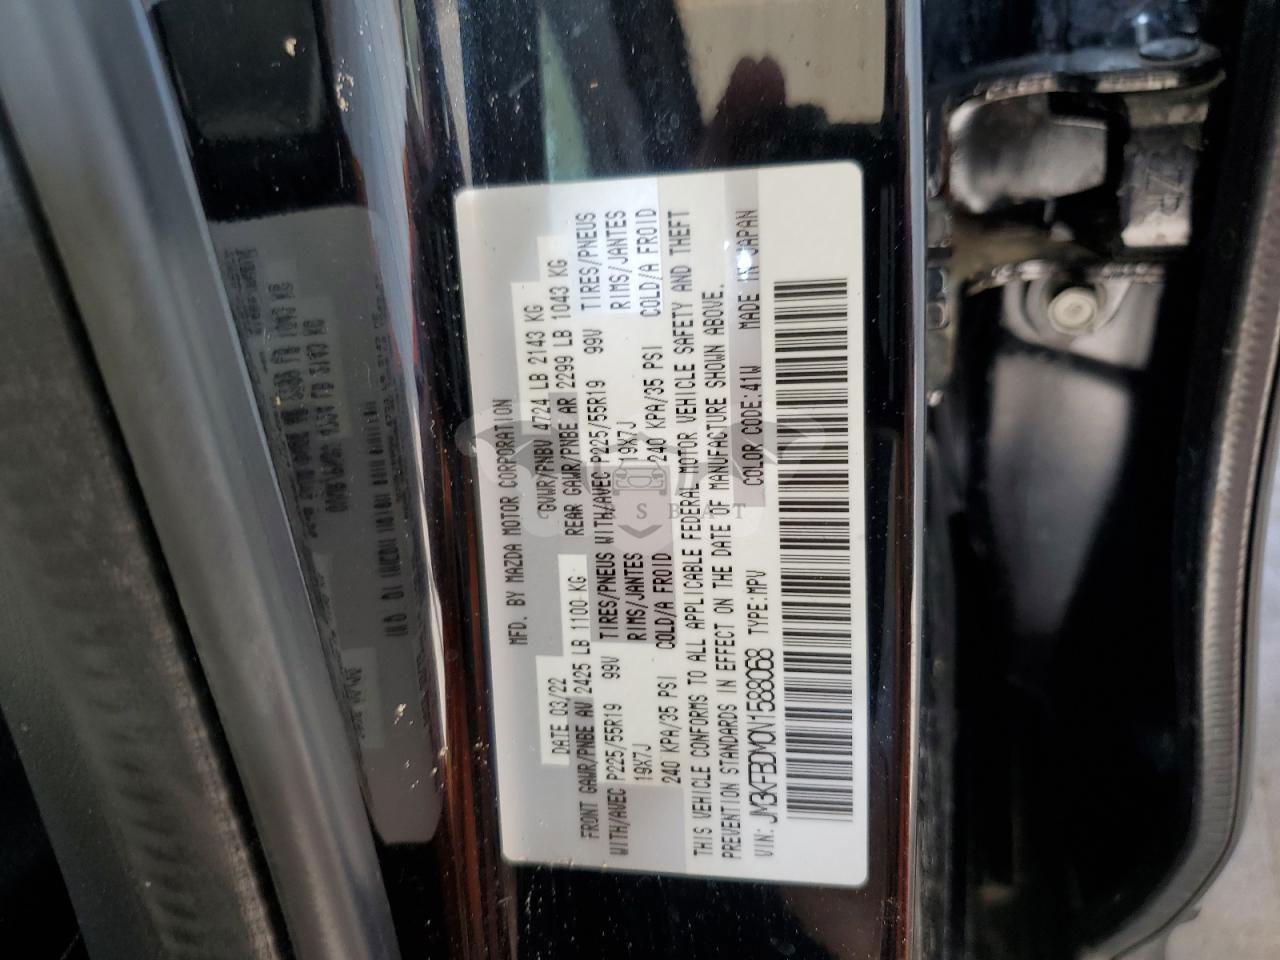 MFD. BY MAZDA MOTOR CORPORATION
DATE 03/22 GVWR/PNBV 4724 LB 2143 KG
FRONT GAWR/PNBE AV 2425 LB 1100 KG REAR GAWR/PNBE AR 2299 LB 1043 KG
WITH/AVEC P225/55R19 99V TIRES/PNEUS WITH/AVEC P225/55R19 99V TIRES/PNEUS
19X7J RIMS/JANTES 19X7J RIMS/JANTES
240 KPA/35 PSI COLD/A FROID 240 KPA/35 PSI COLD/A FROID
THIS VEHICLE CONFORMS TO ALL APPLICABLE FEDERAL MOTOR VEHICLE SAFETY AND THEFT
PREVENTION STANDARDS IN EFFECT ON THE DATE OF MANUFACTURE SHOWN ABOVE.
VIN: JM3KFBDM0N1588068 TYPE:MPV COLOR CODE:41W MADE IN JAPAN